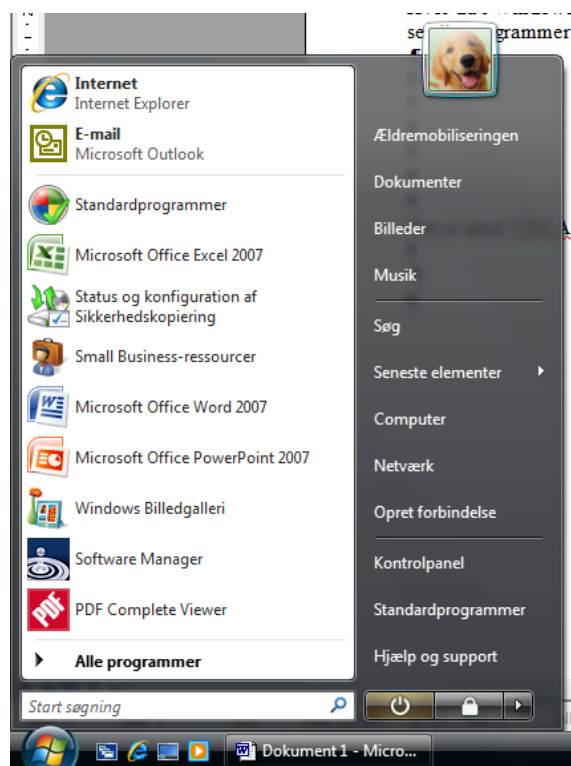 programmer
Internet
Internet Explorer
E-mail
Microsoft Outlook
Standardprogrammer
Microsoft Office Excel 2007
Status og konfiguration af
Sikkerhedskopiering
Small Business-ressourcer
Microsoft Office Word 2007
Microsoft Office PowerPoint 2007
Windows Billedgalleri
Software Manager
PDF
PDF Complete Viewer
Alle programmer
Start søgning
Ældremobiliseringen
Dokumenter
Billeder
Musik
Søg
Seneste elementer
Computer
Netværk
Opret forbindelse
Kontrolpanel
Standardprogrammer
Hjælp og support
Dokument1 - Micro...